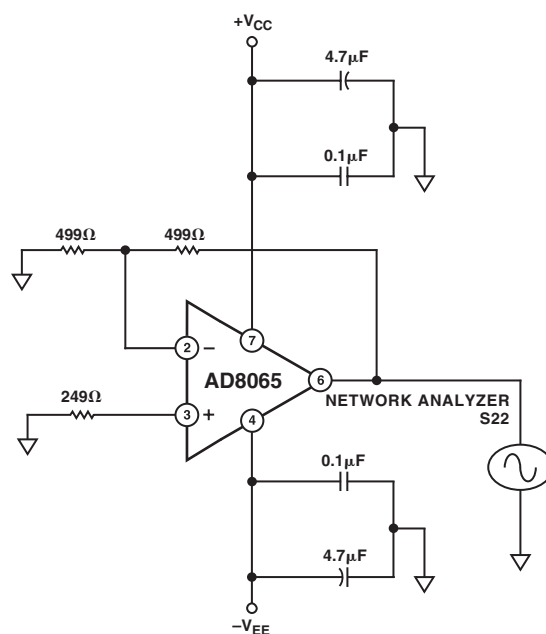 +VCC
4.7μF
0.1μF
499Ω
499Ω
2
–
7
AD8065
6
3
+
4
249Ω
NETWORK ANALYZER
S22
0.1μF
4.7μF
–VEE